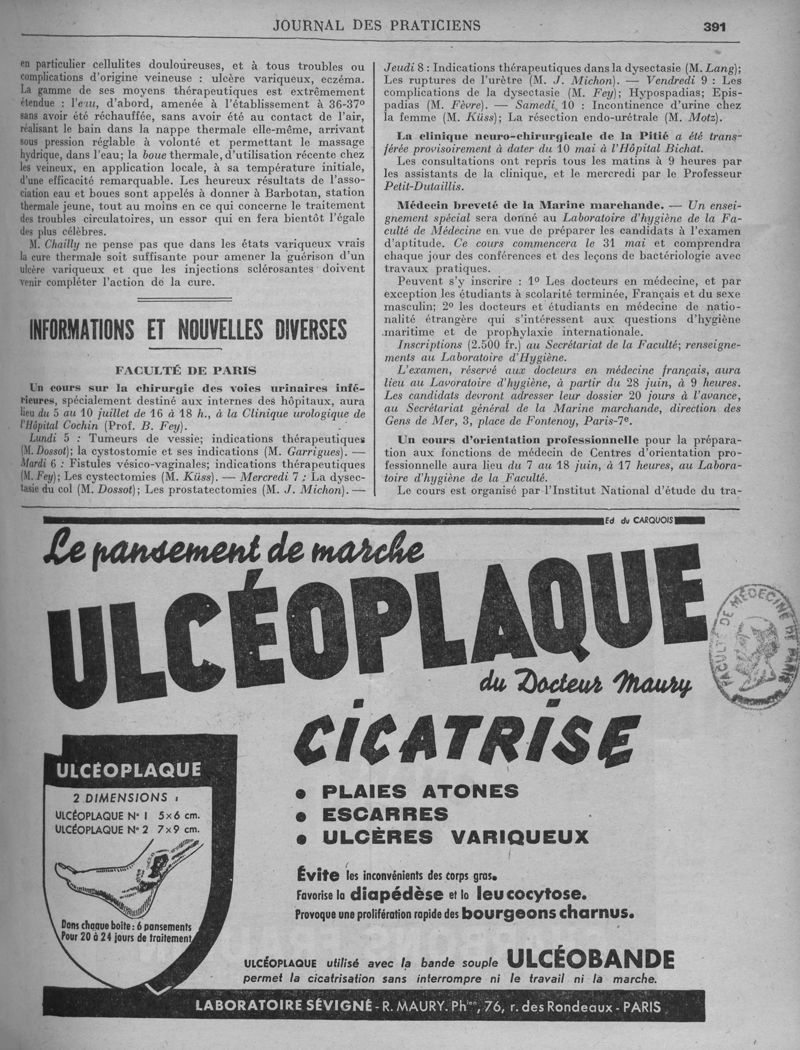 JOURNAL DES PRATICIENS
391
en particulier cellulites douloureuses, et à tous troubles ou
complications d'origine veineuse : ulcère variqueux, eczéma.
La gamme de ses moyens thérapeutiques est extrêmement
étendue : l'eau, d'abord, amenée à l'établissement à 36-37°
sans avoir été réchauffée, sans avoir été au contact de l'air,
réalisant le bain dans la nappe thermale elle-même, arrivant
sous pression réglable à volonté et permettant le massage
hydrique, dans l'eau; la boue thermale, d'utilisation récente chez
les veineux, en application locale, à sa température initiale,
d'une efficacité remarquable. Les heureux résultats de l'asso-
ciation eau et boues sont appelés à donner à Barbotan, station
thermale jeune, tout au moins en ce qui concerne le traitement
des troubles circulatoires, un essor qui en fera bientôt l'égale
des plus célèbres.
M. Chailly ne pense pas que dans les états variqueux vrais
la cure thermale soit suffisante pour amener la guérison d'un
ulcère variqueux et que les injections sclérosantes doivent
venir compléter l'action de la cure.
INFORMATIONS ET NOUVELLES DIVERSES
FACULTÉ DE PARIS
Un cours sur la chirurgie des voies urinaires infé-
rieures, spécialement destiné aux internes des hôpitaux, aura
lieu du 5 au 10 juillet de 16 à 18 h., à la Clinique urologique de
l'Hôpital Cochin (Prof. B. Fey).
Lundi 5 : Tumeurs de vessie; indications thérapeutiques
(M. Dossot); la cystostomie et ses indications (M. Garrigues). —
Mardi 6 : Fistules vésico-vaginales; indications thérapeutiques
(M. Fey); Les cystectomies (M. Küss). — Mercredi 7 : La dysec-
tasie du col (M. Dossot); Les prostatectomies (M. J. Michon). —
Jeudi 8 : Indications thérapeutiques dans la dysectasie (M. Lang);
Les ruptures de l'urètre (M. J. Michon). — Vendredi 9 : Les
complications de la dysectasie (M. Fey); Hypospadias; Epis-
padias (M. Fèvre). — Samedi 10 : Incontinence d'urine chez
la femme (M. Küss); La résection endo-urétrale (M. Motz).
La clinique neuro-chirurgicale de la Pitié a été trans-
férée provisoirement à dater du 10 mai à l'Hôpital Bichat.
Les consultations ont repris tous les matins à 9 heures par
les assistants de la clinique, et le mercredi par le Professeur
Petit-Dutaillis.
Médecin breveté de la Marine marchande. — Un ensei-
gnement spécial sera donné au Laboratoire d'hygiène de la Fa-
culté de Médecine en vue de préparer les candidats à l'examen
d'aptitude. Ce cours commencera le 31 mai et comprendra
chaque jour des conférences et des leçons de bactériologie avec
travaux pratiques.
Peuvent s'y inscrire : 1° Les docteurs en médecine, et par
exception les étudiants à scolarité terminée, Français et du sexe
masculin; 2° les docteurs et étudiants en médecine de natio-
nalité étrangère qui s'intéressent aux questions d'hygiène
maritime et de prophylaxie internationale.
Inscriptions (2.500 fr.) au Secrétariat de la Faculté; renseigne-
ments au Laboratoire d'Hygiène.
L'examen, réservé aux docteurs en médecine français, aura
lieu au Lavoratoire d'hygiène, à partir du 28 juin, à 9 heures.
Les candidats devront adresser leur dossier 20 jours à l'avance,
au Secrétariat général de la Marine marchande, direction des
Gens de Mer, 3, place de Fontenoy, Paris-7e.
Un cours d'orientation professionnelle pour la prépara-
tion aux fonctions de médecin de Centres d'orientation pro-
fessionnelle aura lieu du 7 au 18 juin, à 17 heures, au Labora-
toire d'hygiène de la Faculté.
Le cours est organisé par l'Institut National d'étude du tra-
Ed du CARQUOIS
Le pansement de marche
ULCÉOPLAQUE
du Docteur Maury
FACULTÉ DE MÉDECINE DE PARIS
CICATRISE
ULCÉOPLAQUE
2 DIMENSIONS :
ULCÉOPLAQUE N° 1 5×6 cm.
ULCÉOPLAQUE N° 2 7×9 cm.
Dans chaque boîte : 6 pansements
Pour 20 à 24 jours de traitement
• PLAIES ATONES
• ESCARRES
• ULCÈRES VARIQUEUX
Évite les inconvénients des corps gras.
Favorise la diapédèse et la leucocytose.
Provoque une prolifération rapide des bourgeons charnus.
ULCÉOPLAQUE utilisé avec la bande souple ULCÉOBANDE
permet la cicatrisation sans interrompre ni le travail ni la marche.
LABORATOIRE SÉVIGNÉ - R. MAURY. Phien, 76, r. des Rondeaux - PARIS